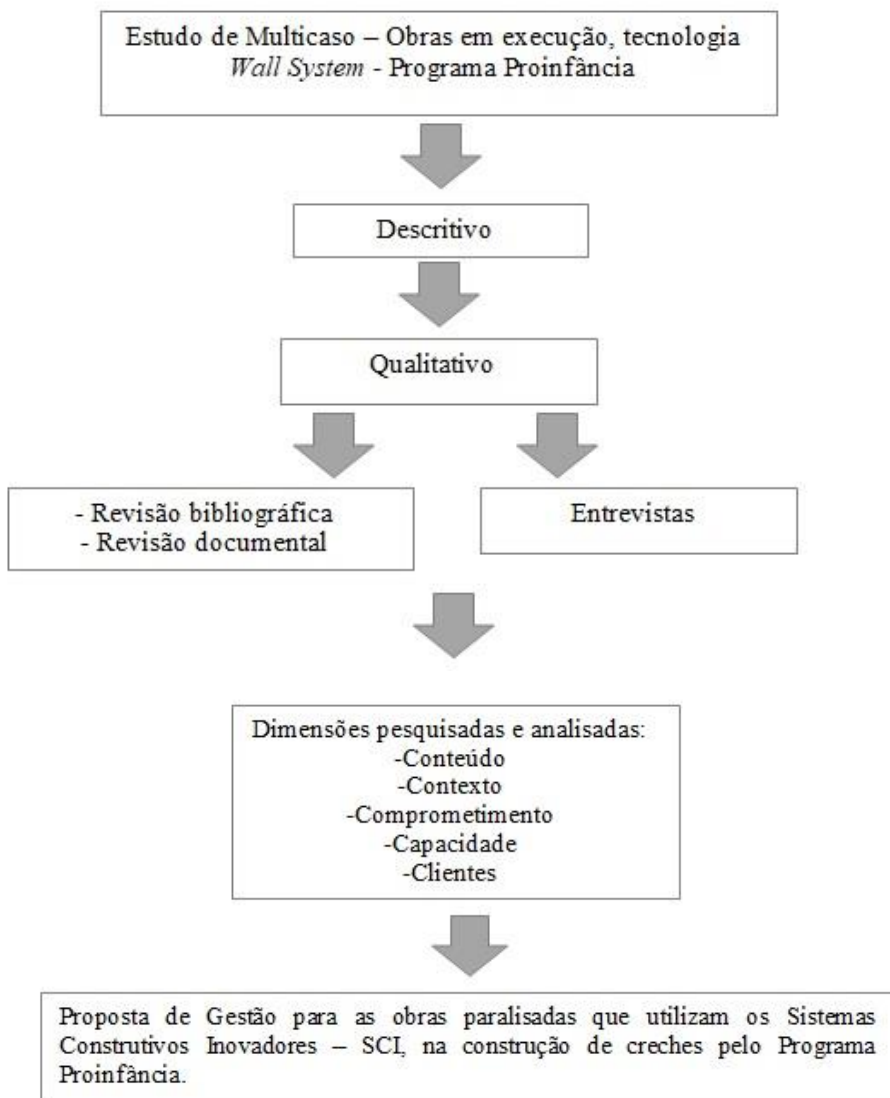 Estudo de Multicaso – Obras em execução, tecnologia
Wall System - Programa Proinfância
Descritivo
Qualitativo
- Revisão bibliográfica
- Revisão documental
Entrevistas
Dimensões pesquisadas e analisadas:
-Conteúdo
-Contexto
-Comprometimento
-Capacidade
-Clientes
Proposta de Gestão para as obras paralisadas que utilizam os Sistemas
Construtivos Inovadores – SCI, na construção de creches pelo Programa
Proinfância.